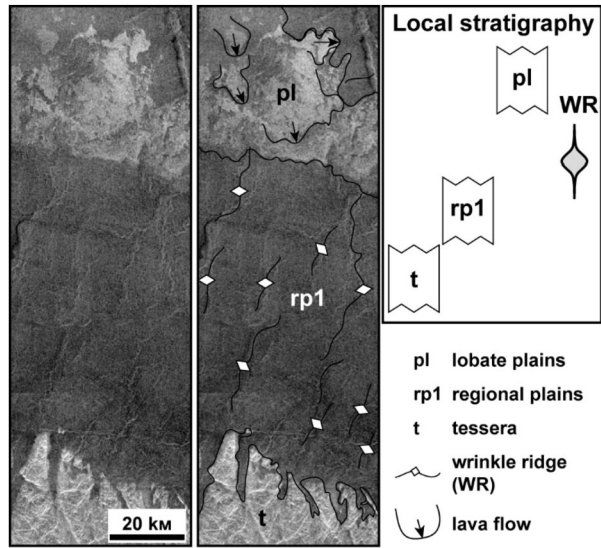 Local stratigraphy
pl
WR
rp1
t
pl
rp1
t
20 км
pl lobate plains
rp1 regional plains
t tessera
wrinkle ridge
(WR)
lava flow